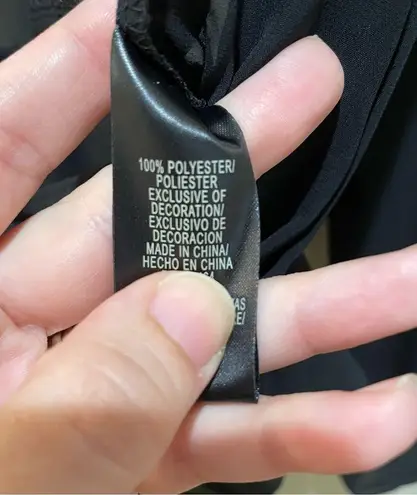 100% POLYESTER/
POLIESTER
EXCLUSIVE OF
DECORATION/
EXCLUSIVO DE
DECORACION
MADE IN CHINA/
HECHO EN CHINA